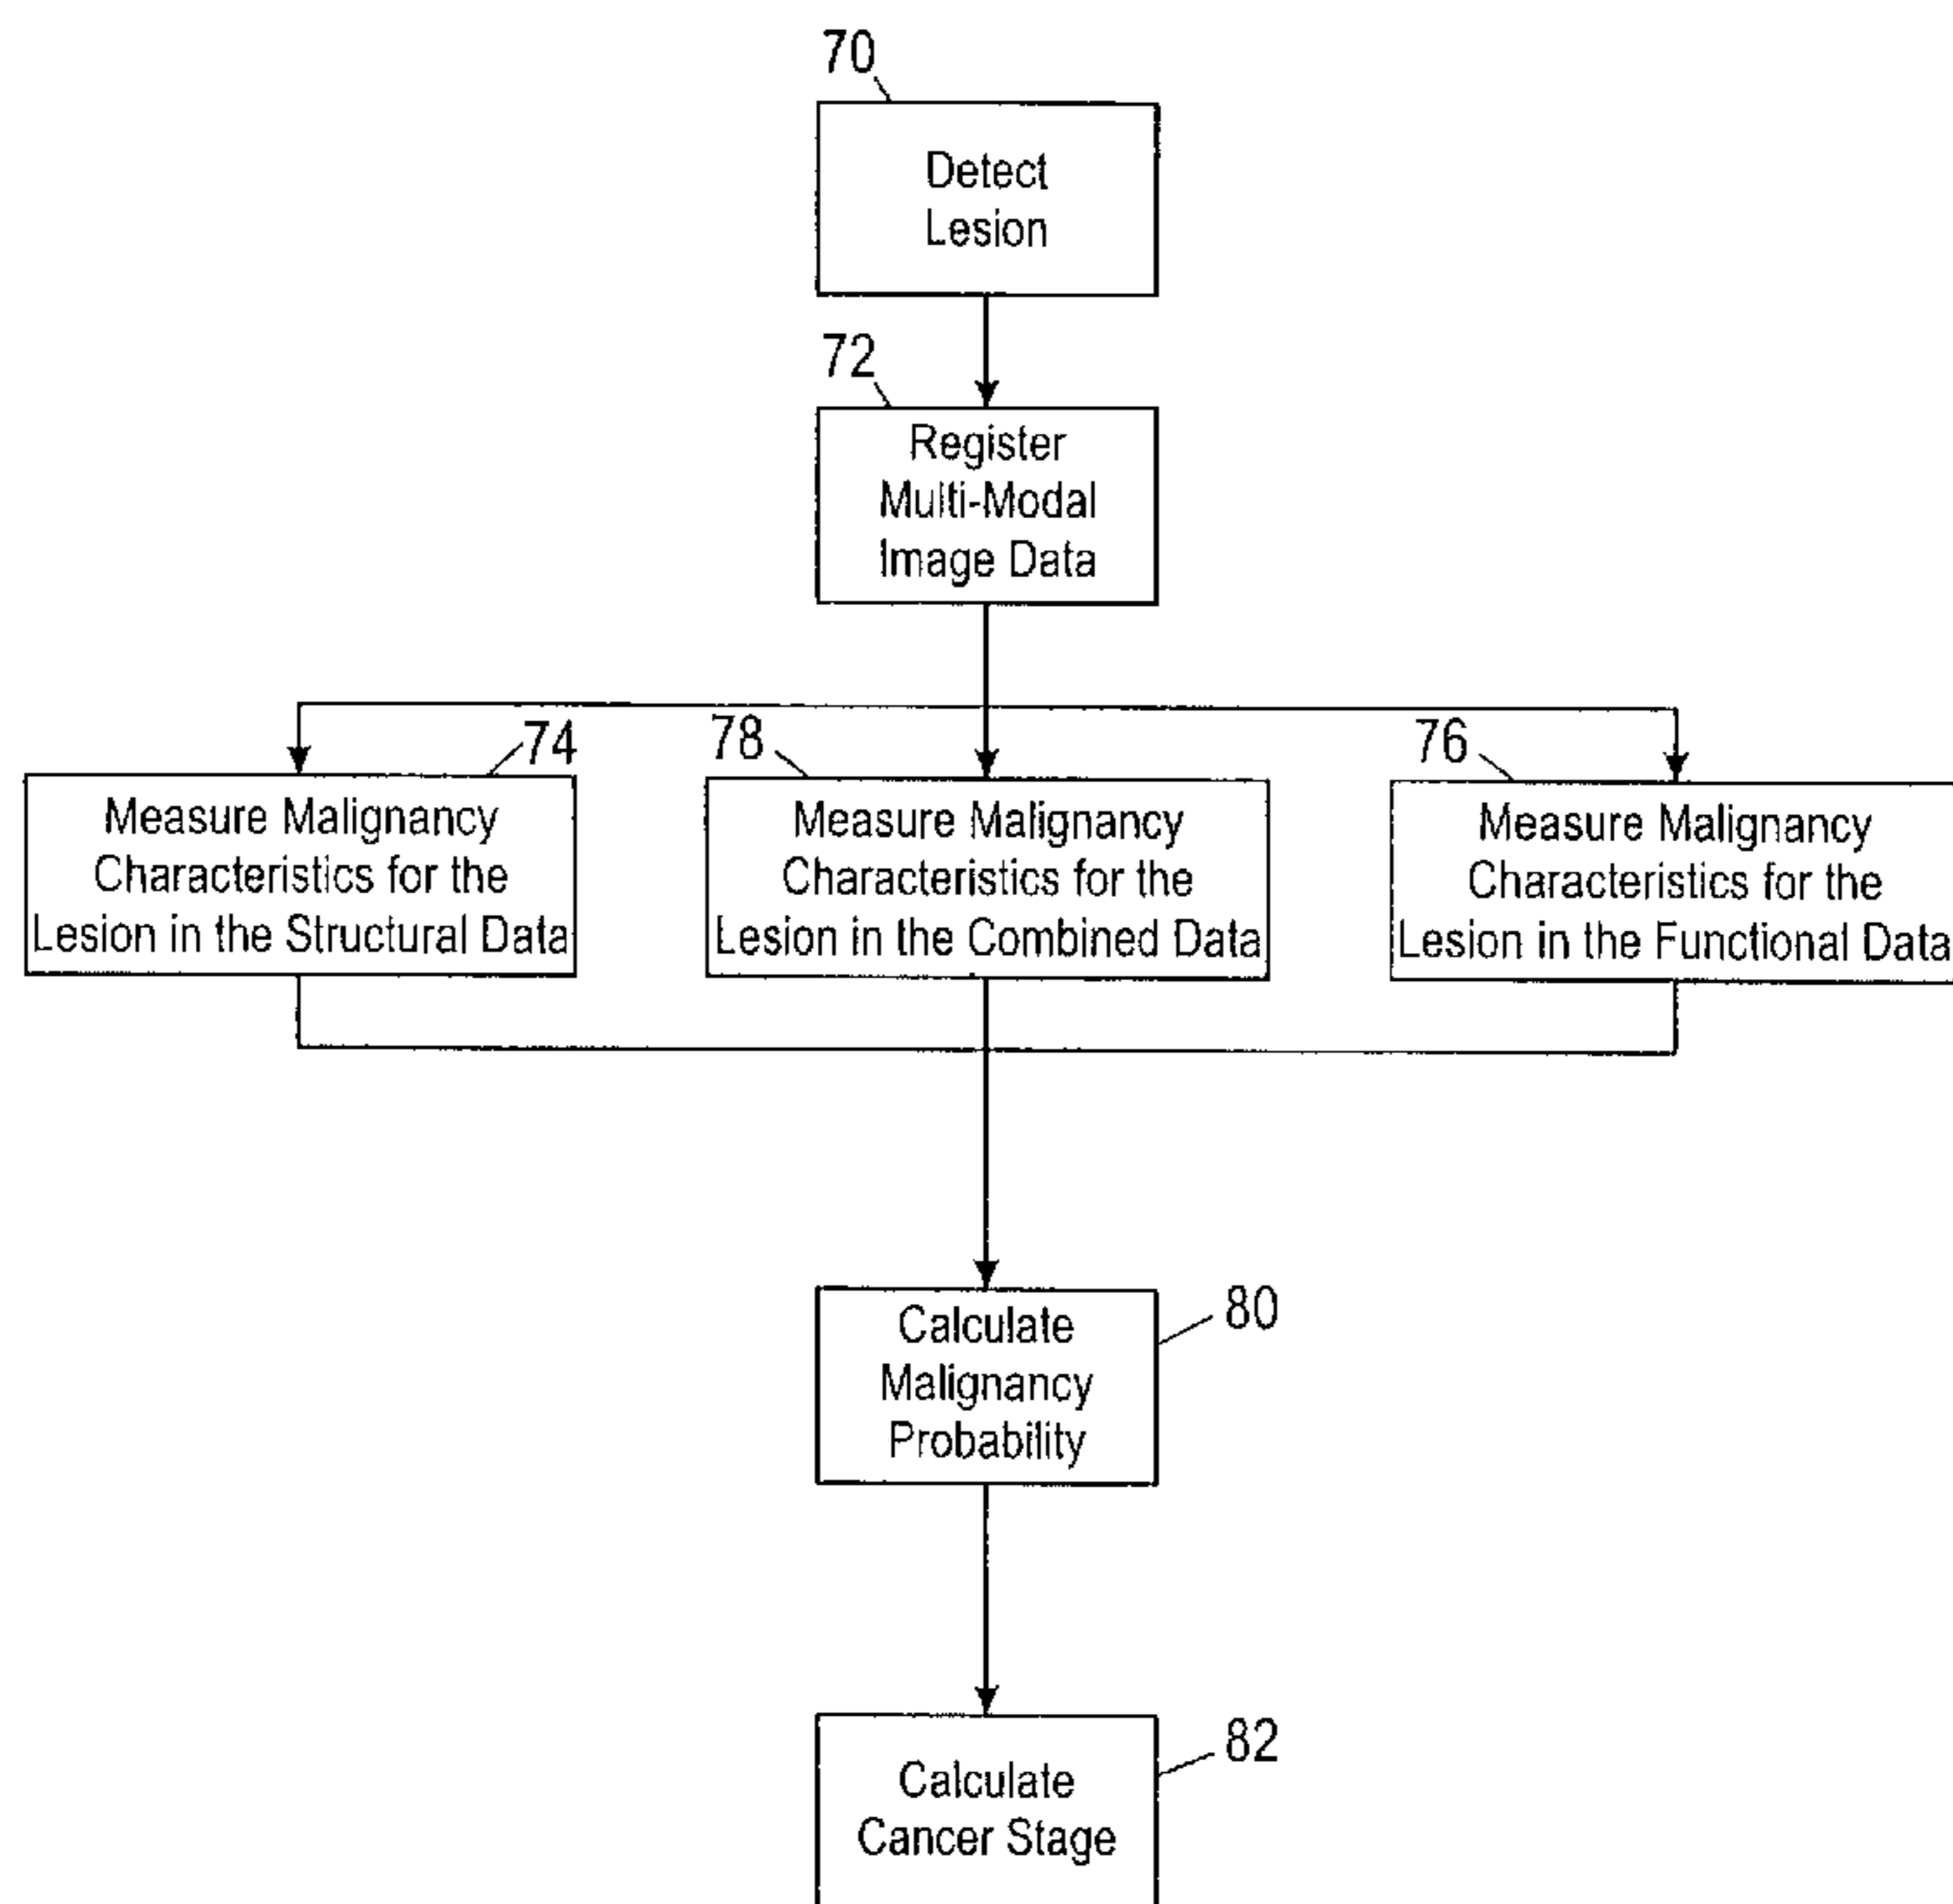 70
Detect
Lesion
72
Register
Multi-Modal
Image Data
74
Measure Malignancy
Characteristics for the
Lesion in the Structural Data
78
Measure Malignancy
Characteristics for the
Lesion in the Combined Data
76
Measure Malignancy
Characteristics for the
Lesion in the Functional Data
80
Calculate
Malignancy
Probability
82
Calculate
Cancer Stage